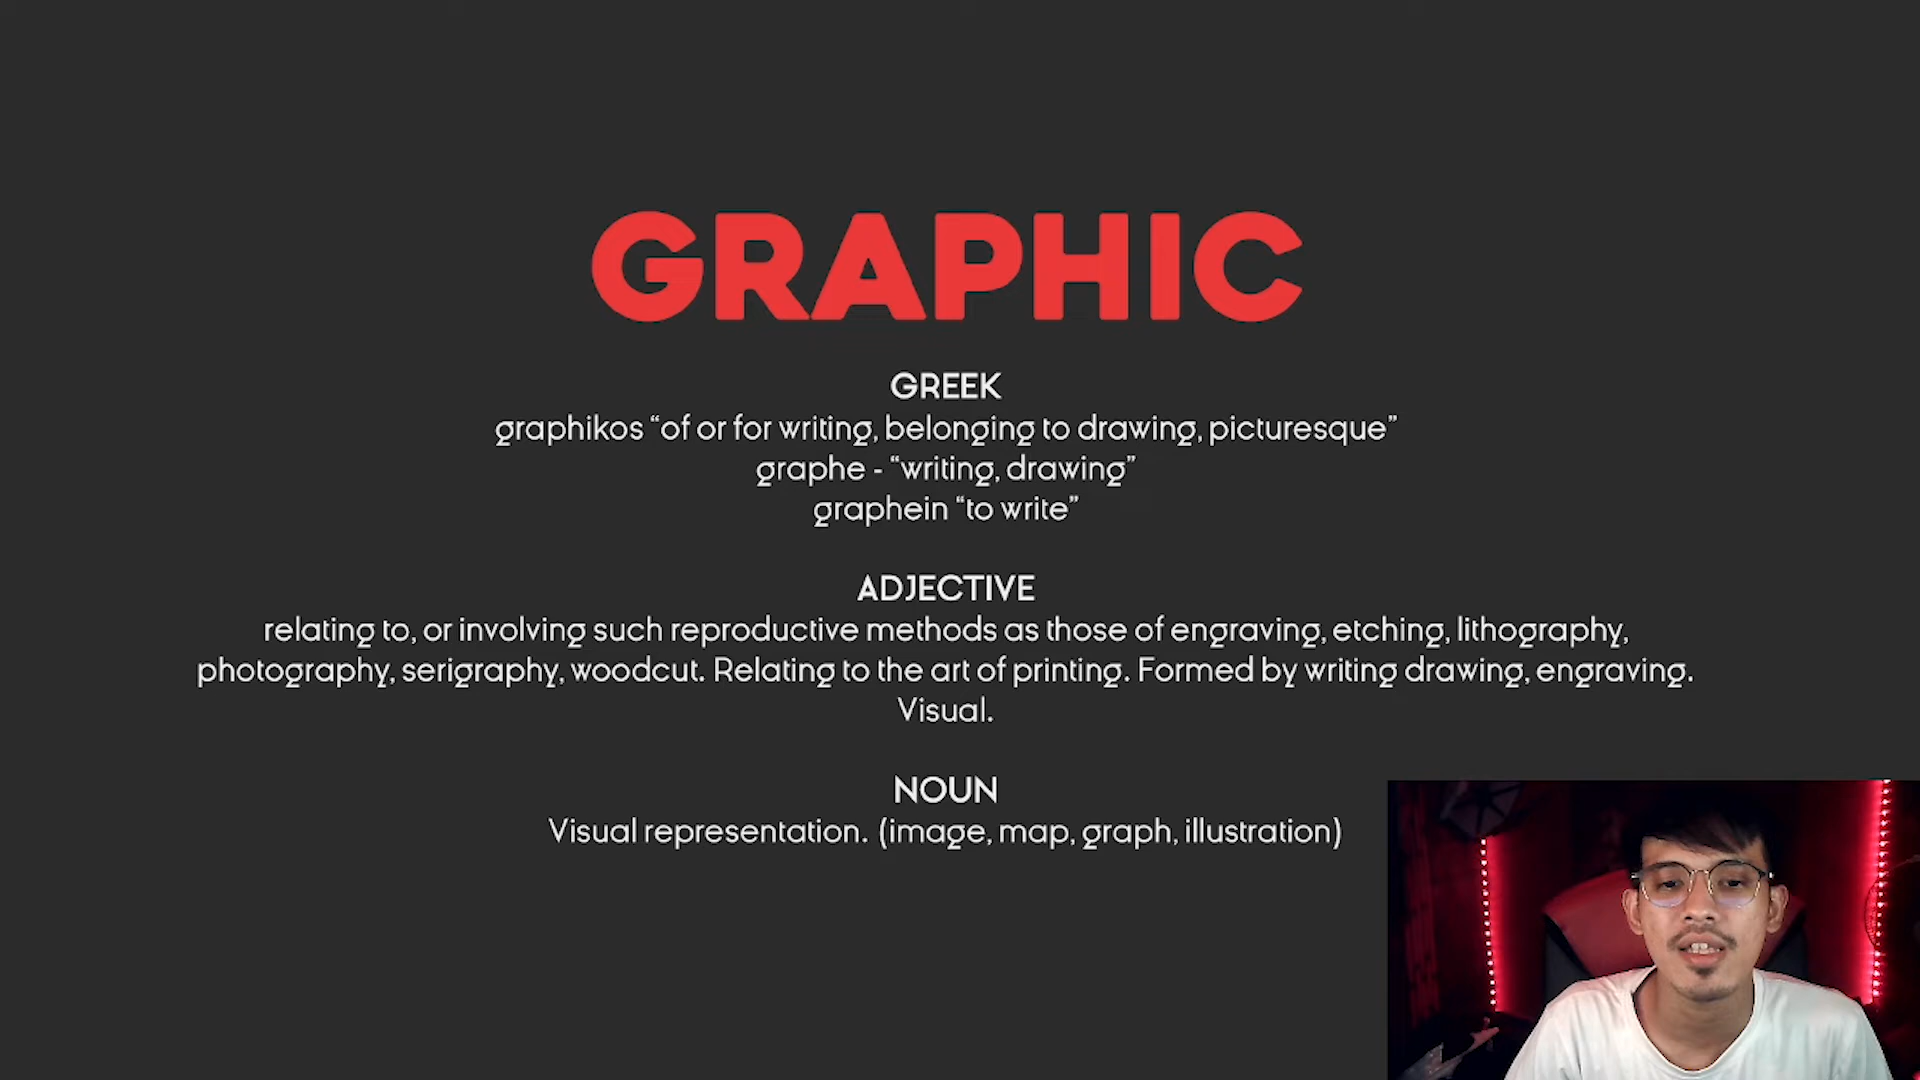 GRAPHIC
GREEK
graphikos “of or for writing, belonging to drawing, picturesque”
graphe - “writing, drawing”
graphein “to write”
ADJECTIVE
relating to, or involving such reproductive methods as those of engraving, etching, lithography,
photography, serigraphy, woodcut. Relating to the art of printing. Formed by writing drawing, engraving.
Visual.
NOUN
Visual representation. (image, map, graph, illustration)